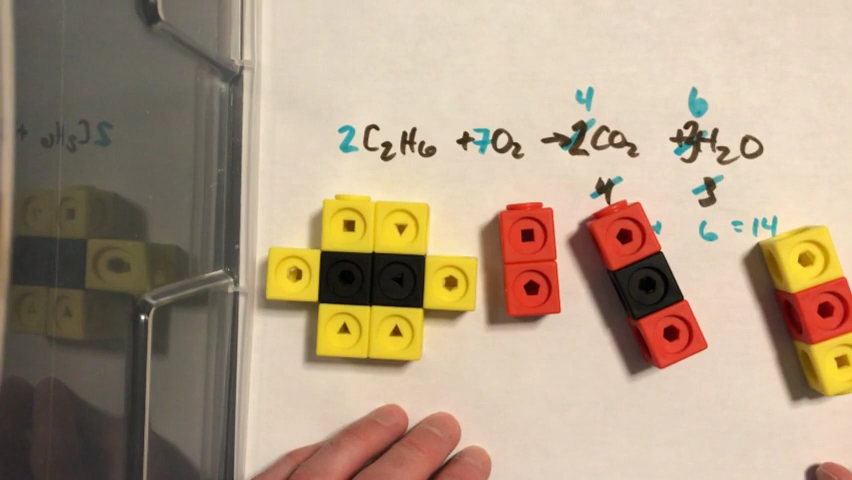 4 6
2C₂H₆ + 7O₂ → 2CO₂ + 3H₂O
4 3
6 = 14